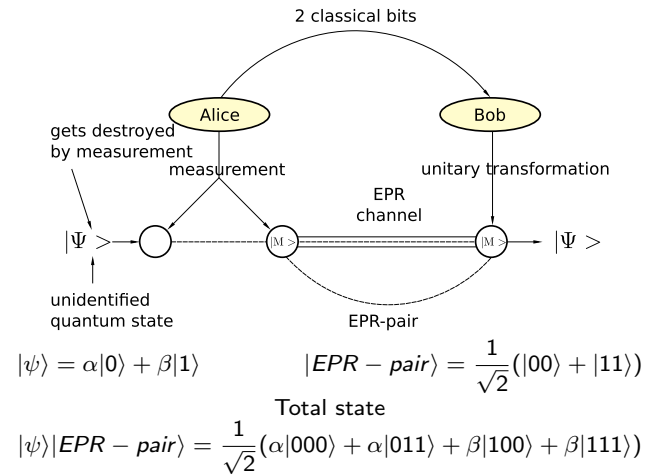 2 classical bits
Alice
Bob
gets destroyed
by measurement
measurement
unitary transformation
EPR
channel
|Ψ >
|M >
|M >
|Ψ >
unidentified
quantum state
EPR-pair
|ψ⟩ = α|0⟩ + β|1⟩
|EPR − pair⟩ = 1/√2 (|00⟩ + |11⟩)
Total state
|ψ⟩|EPR − pair⟩ = 1/√2 (α|000⟩ + α|011⟩ + β|100⟩ + β|111⟩)